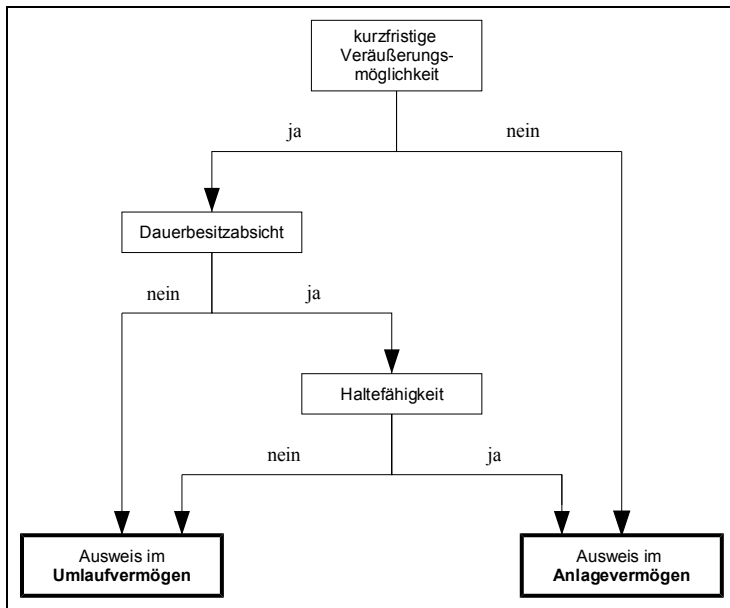 kurzfristige
Veräußerungs-
möglichkeit
ja
nein
Dauerbesitzabsicht
nein
ja
Haltefähigkeit
nein
ja
Ausweis im
Umlaufvermögen
Ausweis im
Anlagevermögen